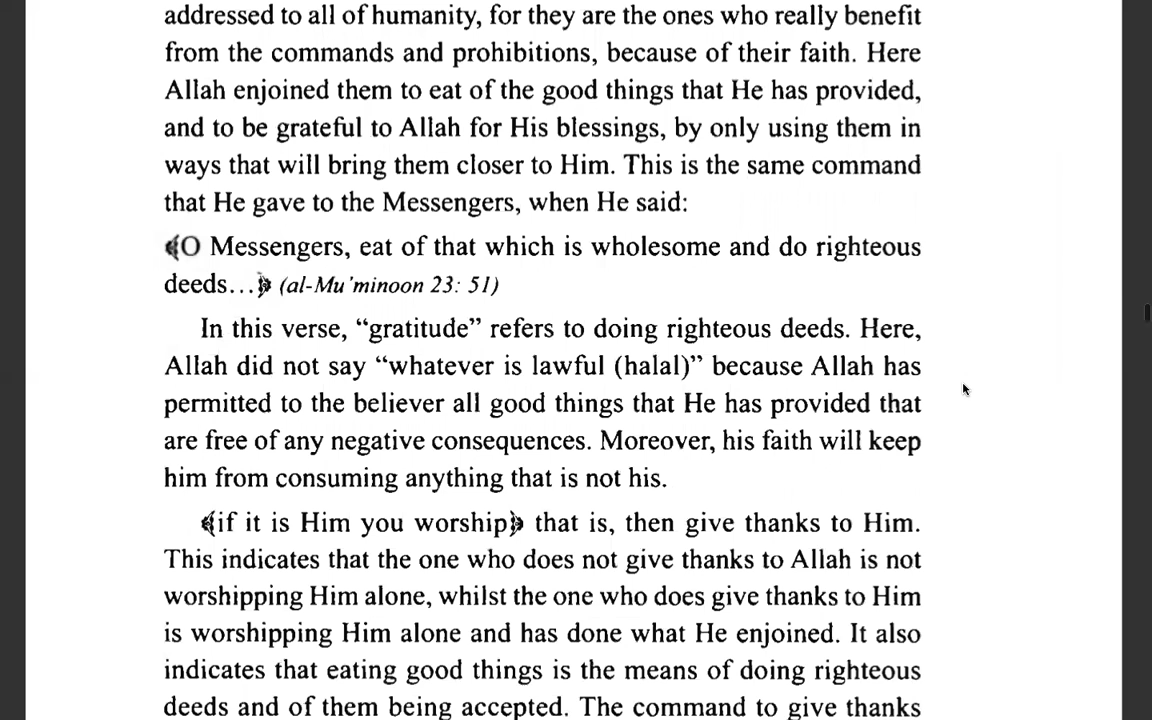 addressed to all of humanity, for they are the ones who really benefit
from the commands and prohibitions, because of their faith. Here
Allah enjoined them to eat of the good things that He has provided,
and to be grateful to Allah for His blessings, by only using them in
ways that will bring them closer to Him. This is the same command
that He gave to the Messengers, when He said:
﴾O Messengers, eat of that which is wholesome and do righteous
deeds...﴿ (al-Mu'minoon 23: 51)
In this verse, “gratitude” refers to doing righteous deeds. Here,
Allah did not say “whatever is lawful (halal)” because Allah has
permitted to the believer all good things that He has provided that
are free of any negative consequences. Moreover, his faith will keep
him from consuming anything that is not his.
﴾if it is Him you worship﴿ that is, then give thanks to Him.
This indicates that the one who does not give thanks to Allah is not
worshipping Him alone, whilst the one who does give thanks to Him
is worshipping Him alone and has done what He enjoined. It also
indicates that eating good things is the means of doing righteous
deeds and of them being accepted. The command to give thanks